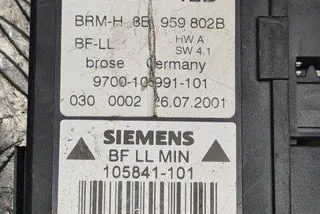 BRM-H 8E 959 802B
BF-LL HW A
SW 4.1
brose Germany
9700-105991-101
030 0002 26.07.2001
SIEMENS
BF LL MIN
105841-101